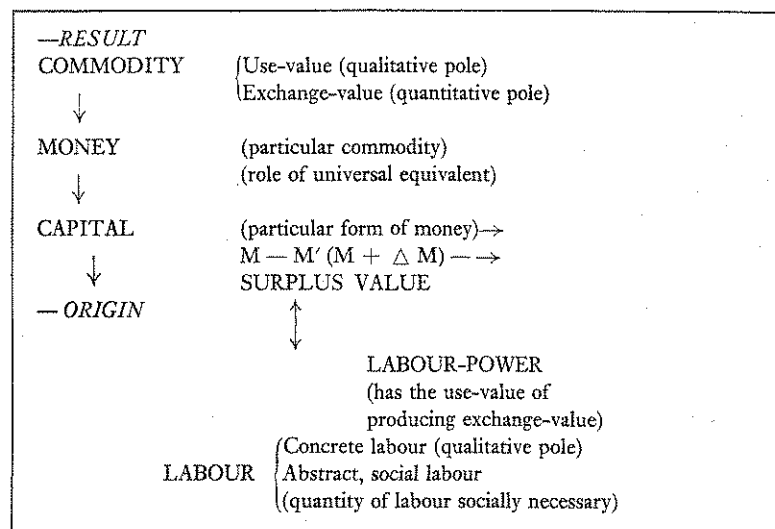 —RESULT
COMMODITY Use-value (qualitative pole)
Exchange-value (quantitative pole)
MONEY (particular commodity)
(role of universal equivalent)
CAPITAL (particular form of money)→
M — M′ (M + △ M) — →
SURPLUS VALUE
— ORIGIN
LABOUR-POWER
(has the use-value of
producing exchange-value)
Concrete labour (qualitative pole)
LABOUR Abstract, social labour
(quantity of labour socially necessary)